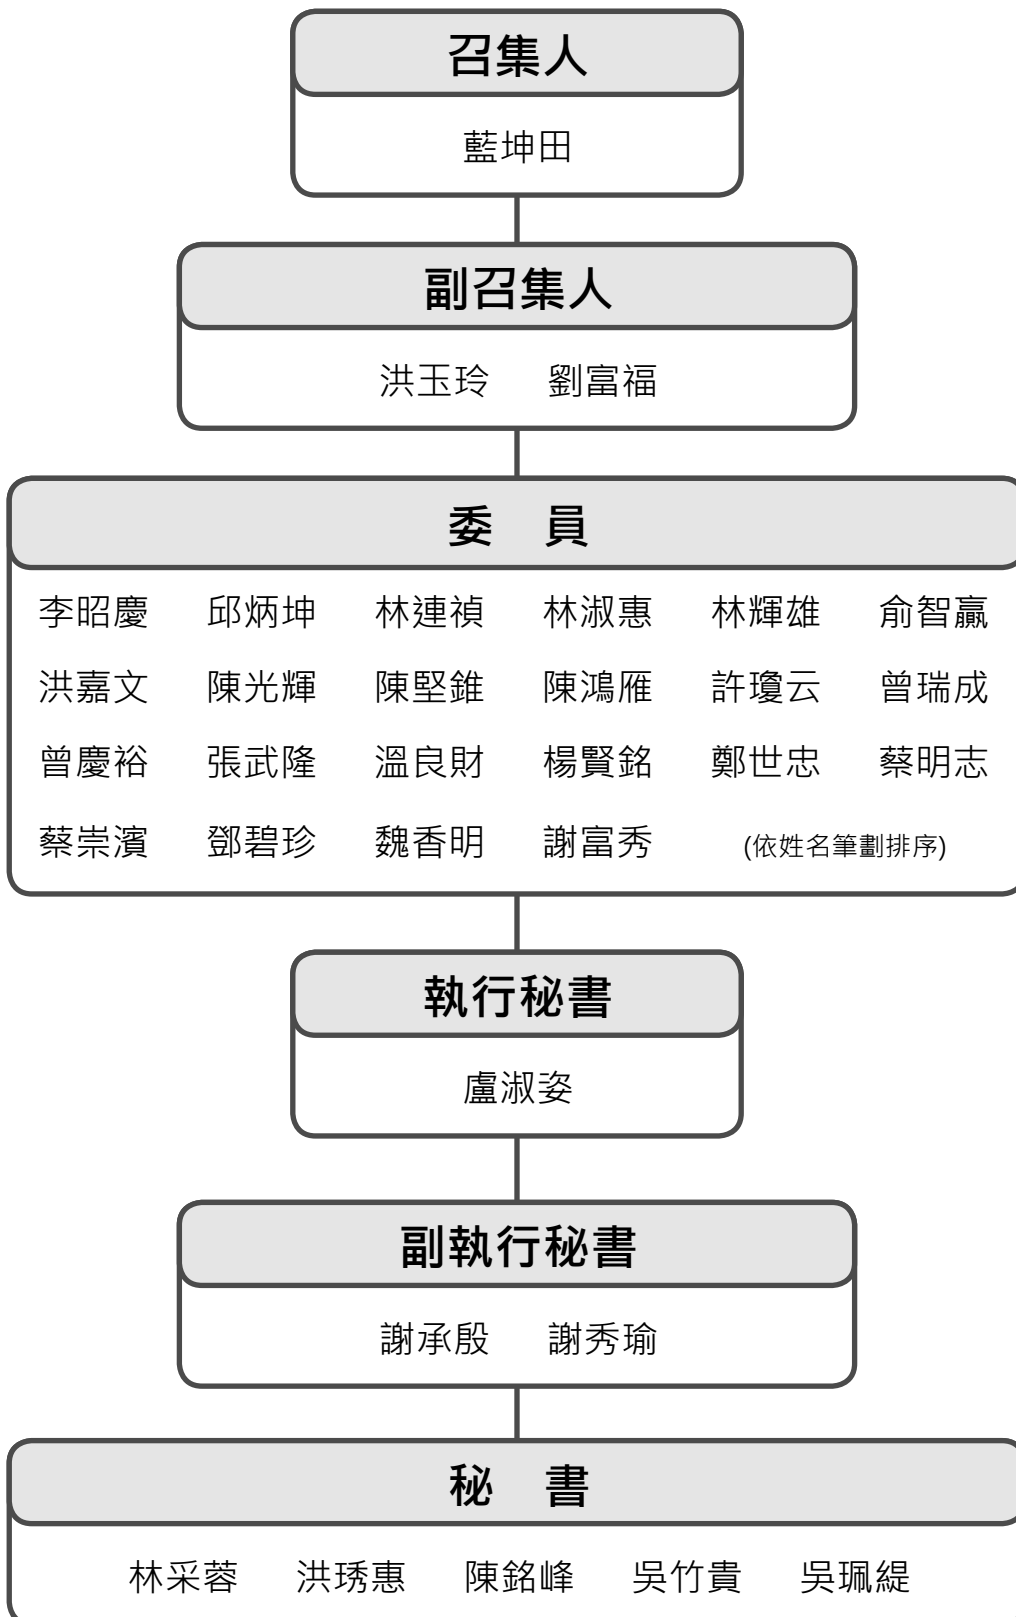 召集人
藍坤田
副召集人
洪玉玲 劉富福
委 員
李昭慶 邱炳坤 林連禎 林淑惠 林輝雄 俞智贏
洪嘉文 陳光輝 陳堅錐 陳鴻雁 許瓊云 曾瑞成
曾慶裕 張武隆 溫良財 楊賢銘 鄭世忠 蔡明志
蔡崇濱 鄧碧珍 魏香明 謝富秀 (依姓名筆劃排序)
執行秘書
盧淑姿
副執行秘書
謝承殷 謝秀瑜
秘 書
林采蓉 洪琇惠 陳銘峰 吳竹貴 吳珮緹